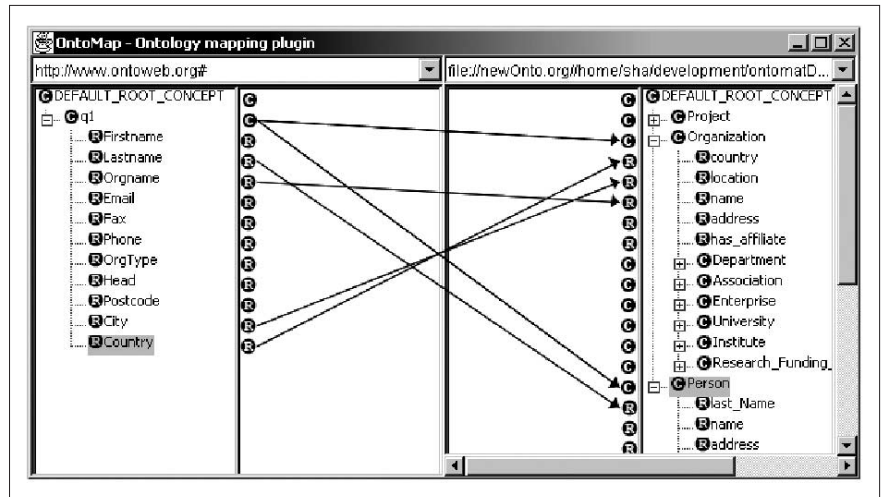 OntoMap - Ontology mapping plugin
http://www.ontoweb.org#
file://newOnto.org//home/sha/development/ontomatD...
C DEFAULT_ROOT_CONCEPT
C q1
R Firstname
R Lastname
R Orgname
R Email
R Fax
R Phone
R OrgType
R Head
R Postcode
R City
R Country
C
C
R
R
R
R
R
R
R
R
R
R
R
C
C
C
R
R
R
R
R
C
C
C
C
C
C
C
R
R
R
C DEFAULT_ROOT_CONCEPT
C Project
C Organization
R country
R location
R name
R address
R has_affiliate
C Department
C Association
C Enterprise
C University
C Institute
C Research_Funding_
C Person
R last_Name
R name
R address